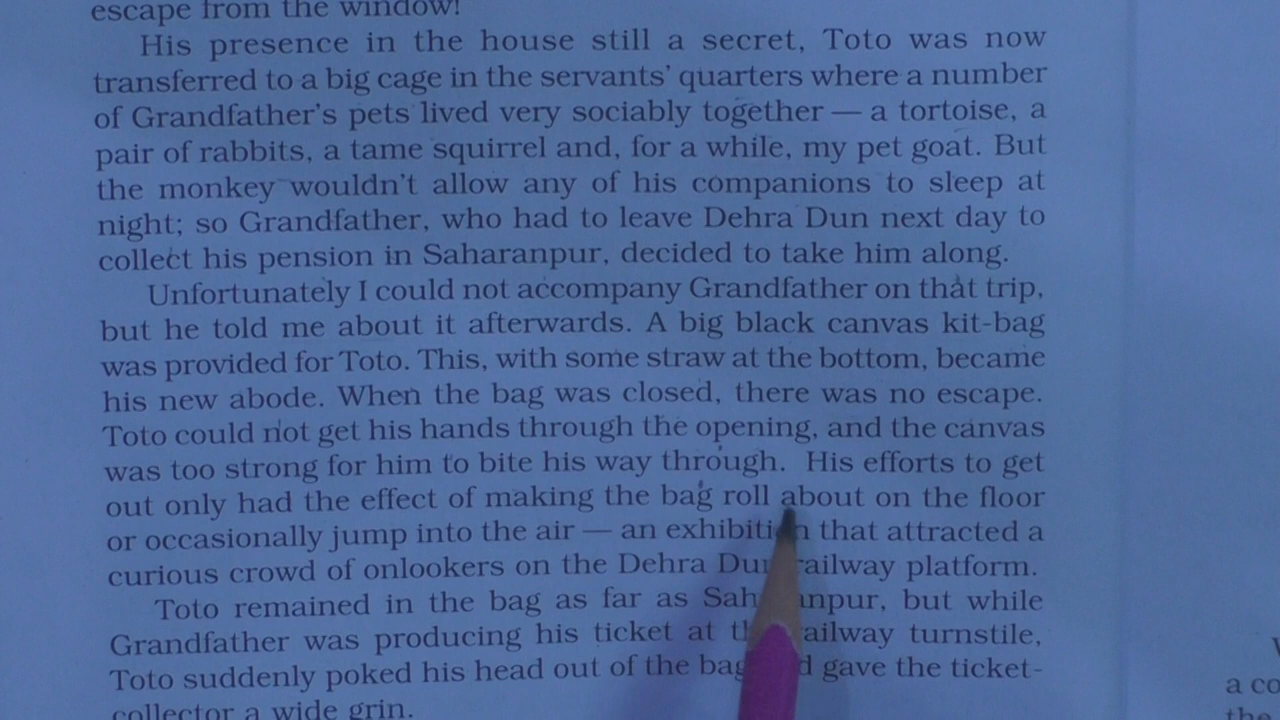 escape from the window!
His presence in the house still a secret, Toto was now
transferred to a big cage in the servants' quarters where a number
of Grandfather's pets lived very sociably together — a tortoise, a
pair of rabbits, a tame squirrel and, for a while, my pet goat. But
the monkey wouldn't allow any of his companions to sleep at
night; so Grandfather, who had to leave Dehra Dun next day to
collect his pension in Saharanpur, decided to take him along.
Unfortunately I could not accompany Grandfather on that trip,
but he told me about it afterwards. A big black canvas kit-bag
was provided for Toto. This, with some straw at the bottom, became
his new abode. When the bag was closed, there was no escape.
Toto could not get his hands through the opening, and the canvas
was too strong for him to bite his way through. His efforts to get
out only had the effect of making the bag roll about on the floor
or occasionally jump into the air — an exhibition that attracted a
curious crowd of onlookers on the Dehra Dun railway platform.
Toto remained in the bag as far as Saharanpur, but while
Grandfather was producing his ticket at the railway turnstile,
Toto suddenly poked his head out of the bag and gave the ticket-
collector a wide grin.
a co
the